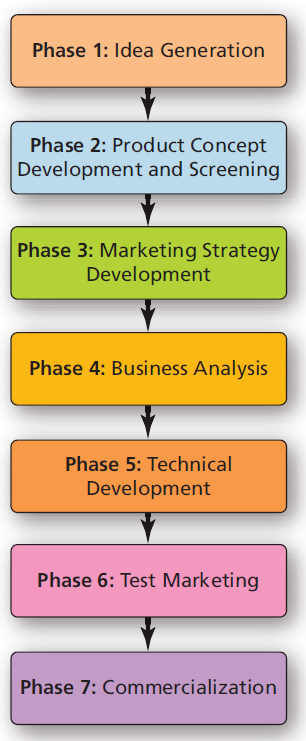 Phase 1: Idea Generation
Phase 2: Product Concept
Development and Screening
Phase 3: Marketing Strategy
Development
Phase 4: Business Analysis
Phase 5: Technical
Development
Phase 6: Test Marketing
Phase 7: Commercialization